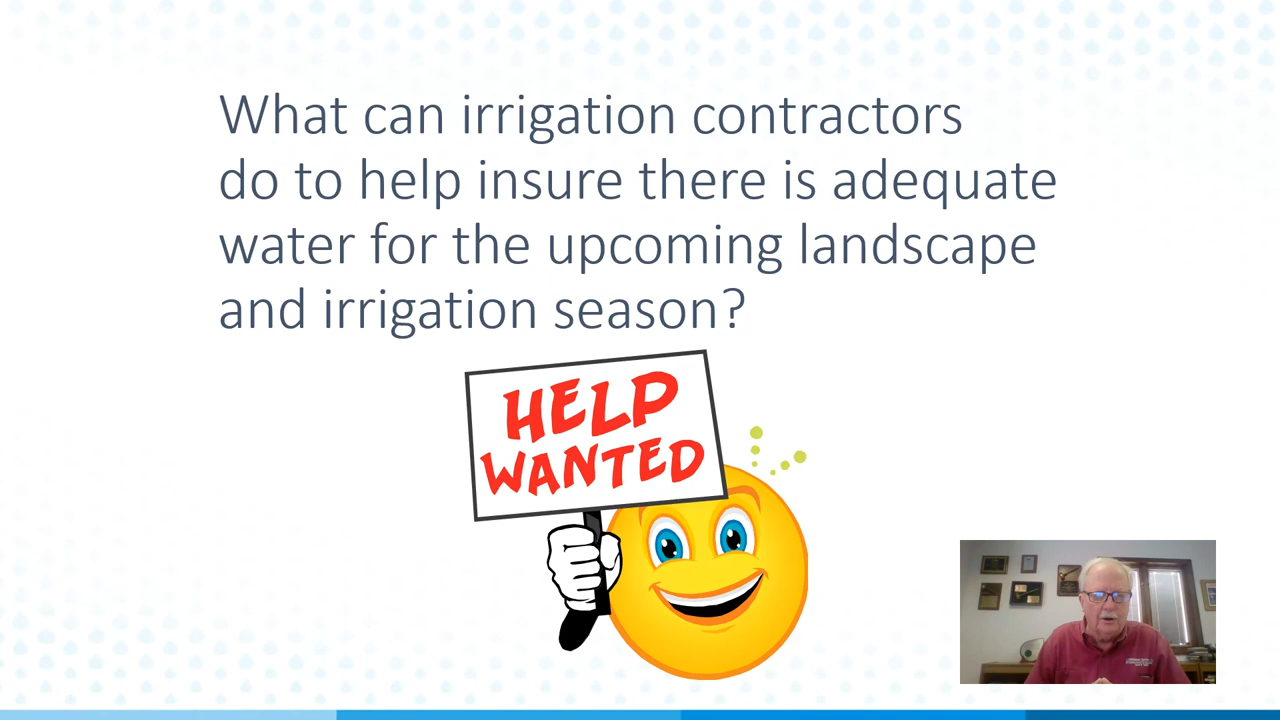 What can irrigation contractors
do to help insure there is adequate
water for the upcoming landscape
and irrigation season?
HELP
WANTED